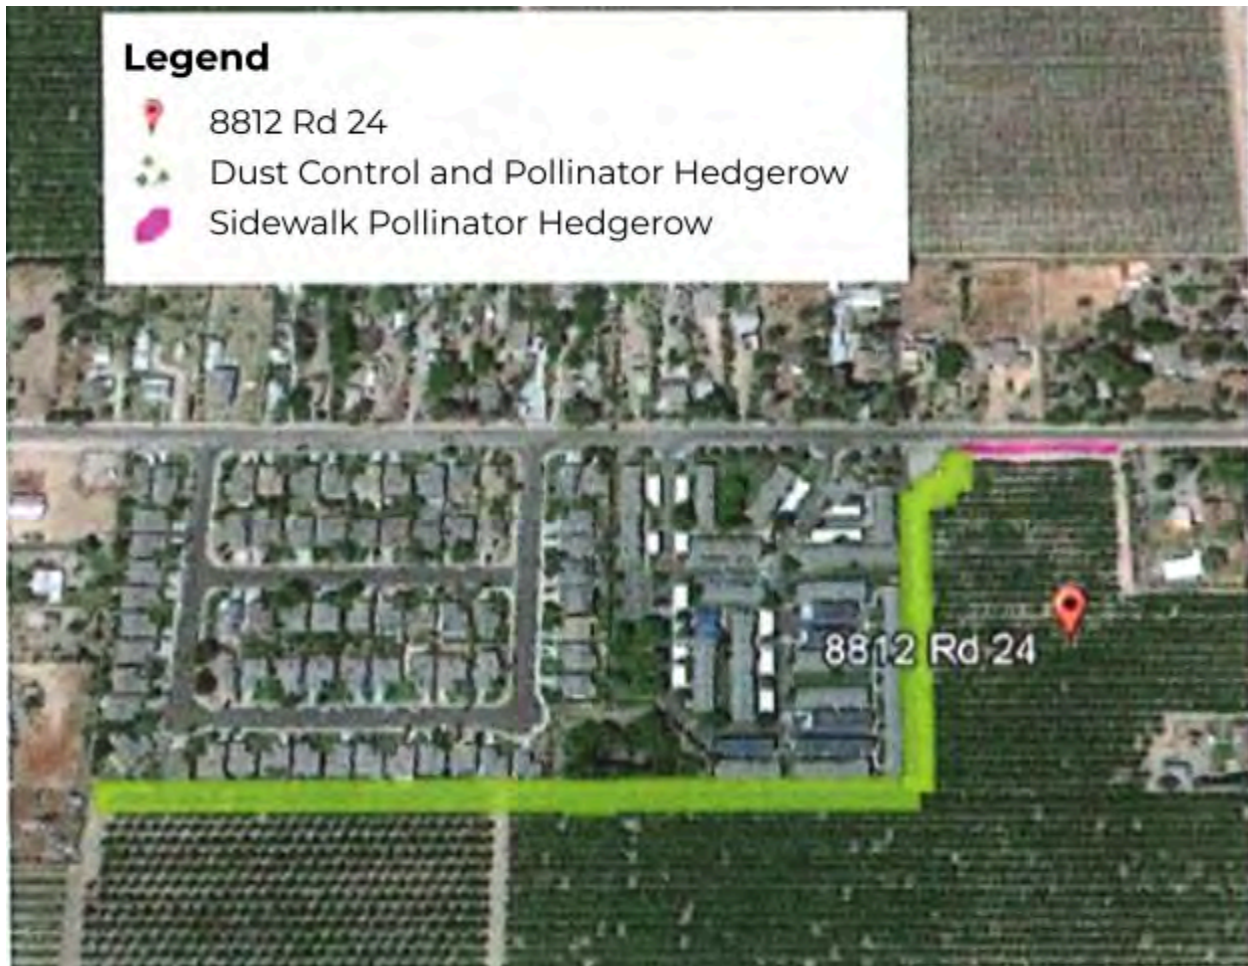 Legend
8812 Rd 24
Dust Control and Pollinator Hedgerow
Sidewalk Pollinator Hedgerow
8812 Rd 24